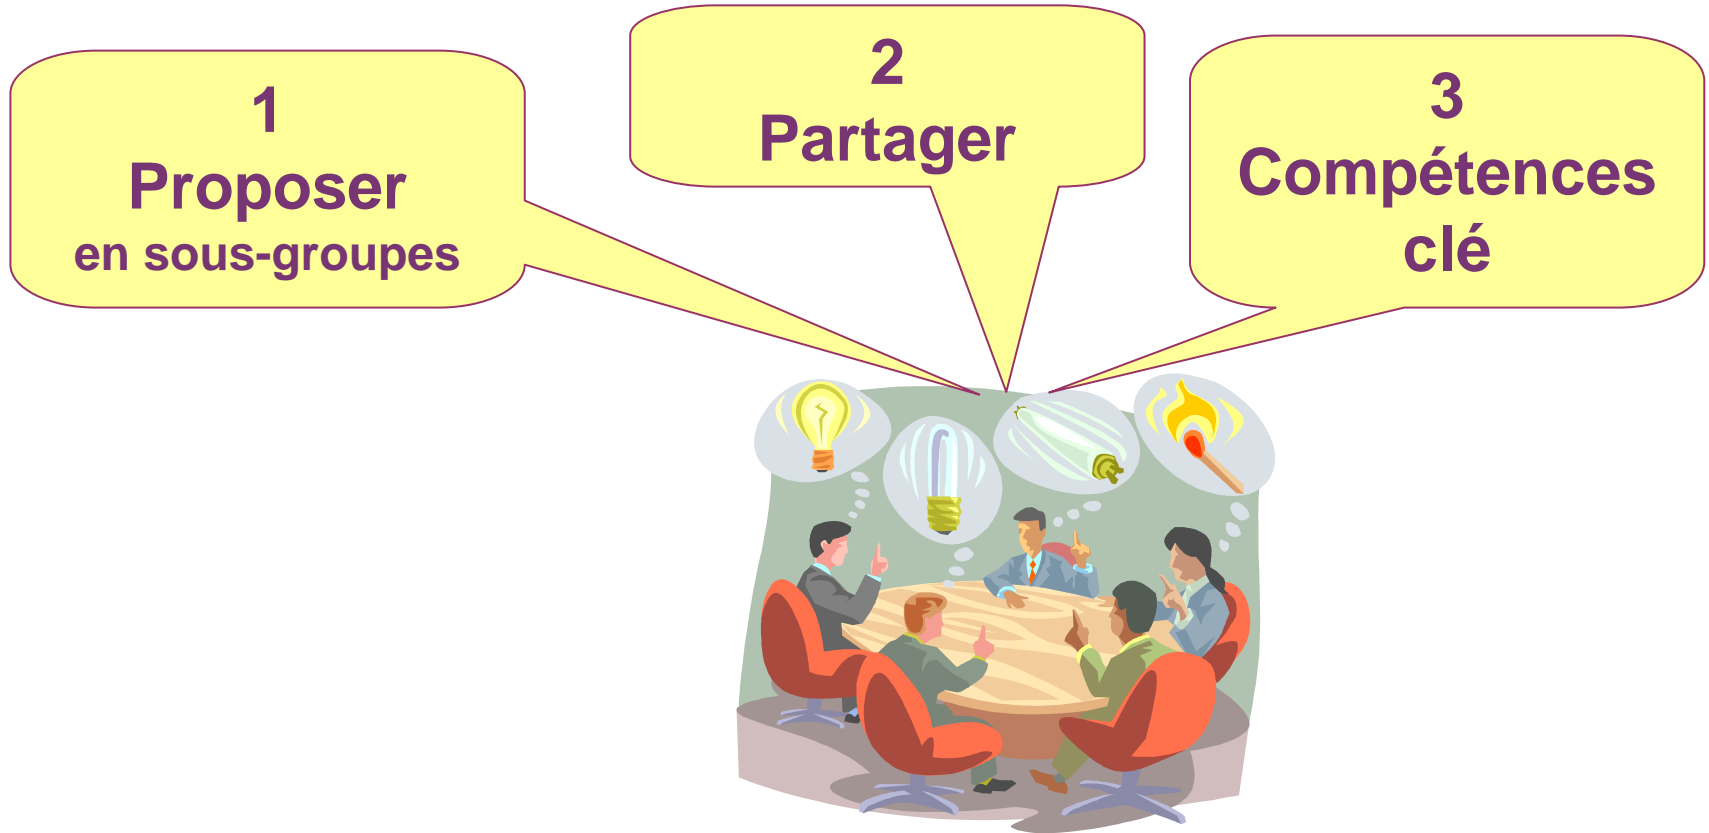 1
Proposer
en sous-groupes
2
Partager
3
Compétences
clé